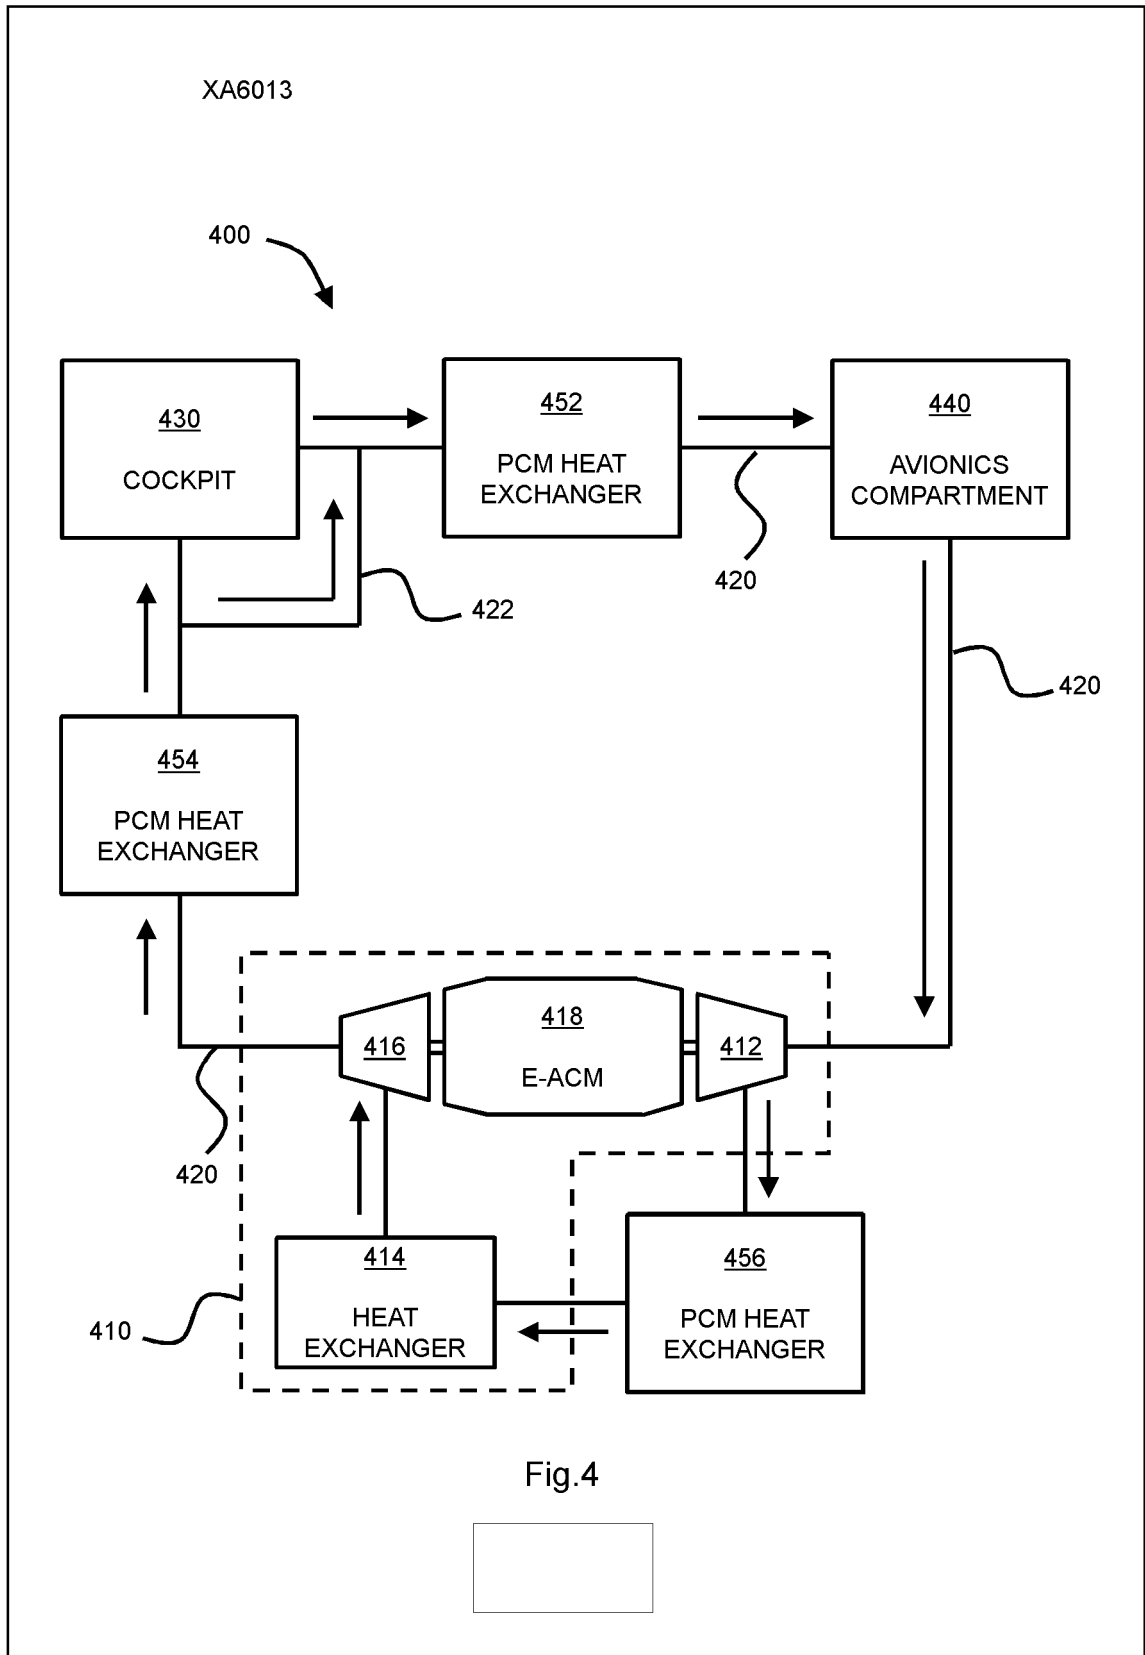 XA6013
400
430
COCKPIT
452
PCM HEAT
EXCHANGER
440
AVIONICS
COMPARTMENT
420
422
420
454
PCM HEAT
EXCHANGER
416
418
E-ACM
412
420
414
HEAT
EXCHANGER
456
PCM HEAT
EXCHANGER
410
Fig.4